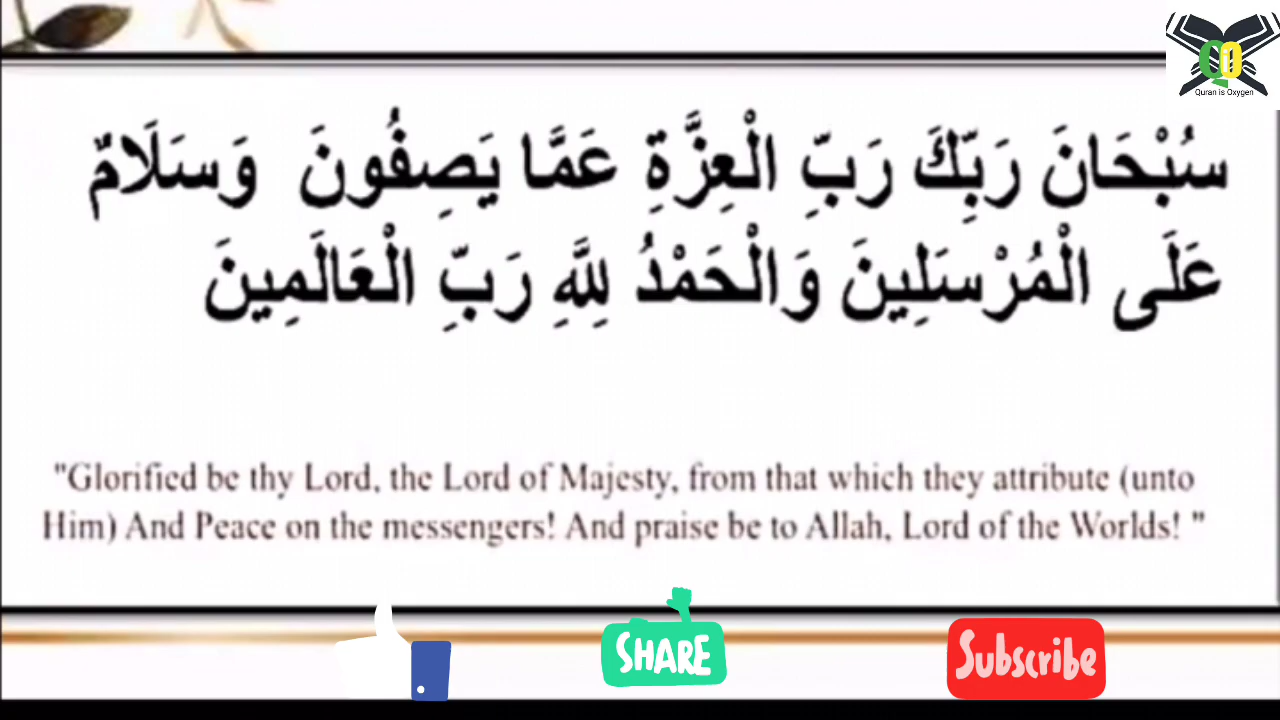 Quran is Oxygen
سُبْحَانَ رَبِّكَ رَبِّ الْعِزَّةِ عَمَّا يَصِفُونَ وَسَلَامٌ
عَلَى الْمُرْسَلِينَ وَالْحَمْدُ لِلَّهِ رَبِّ الْعَالَمِينَ
"Glorified be thy Lord, the Lord of Majesty, from that which they attribute (unto
Him) And Peace on the messengers! And praise be to Allah, Lord of the Worlds! "
SHARE
Subscribe